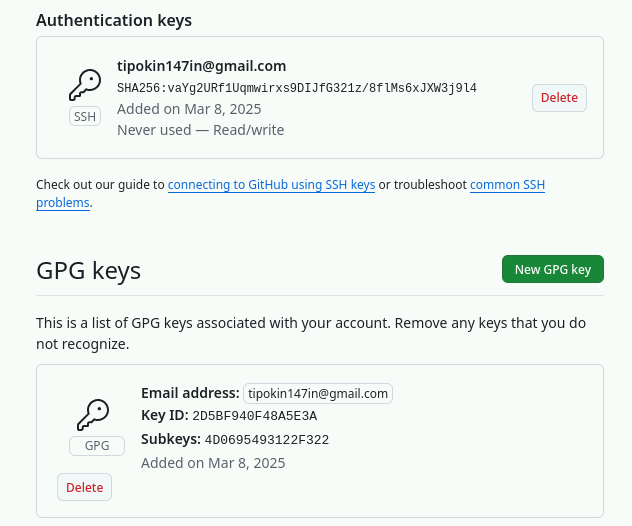 Authentication keys
tipokin147in@gmail.com
SHA256:vaYg2URf1Uqmwirxs9DIJfG321z/8flMs6xJXW3j9l4
SSH
Added on Mar 8, 2025
Never used — Read/write
Delete
Check out our guide to connecting to GitHub using SSH keys or troubleshoot common SSH
problems.
GPG keys
New GPG key
This is a list of GPG keys associated with your account. Remove any keys that you do
not recognize.
Email address: tipokin147in@gmail.com
Key ID: 2D5BF940F48A5E3A
Subkeys: 4D0695493122F322
GPG
Added on Mar 8, 2025
Delete